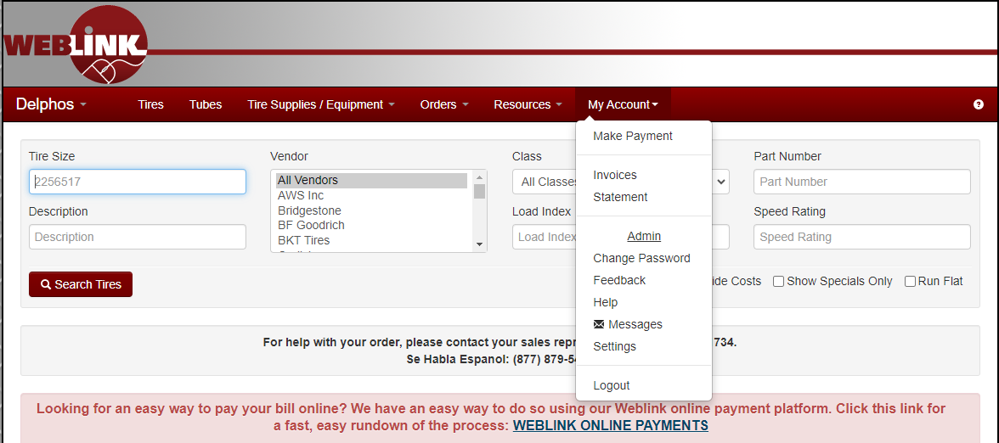 WEBLINK
Delphos Tires Tubes Tire Supplies / Equipment Orders Resources My Account ?
Make Payment
Invoices
Statement
Admin
Change Password
Feedback
Help
Messages
Settings
Logout
Tire Size Vendor Class Part Number
2256517 All Vendors All Classes Part Number
AWS Inc
Bridgestone
BF Goodrich
BKT Tires
Description Load Index Speed Rating
Description Load Index Speed Rating
Search Tires Costs Show Specials Only Run Flat
For help with your order, please contact your sales 734.
Se Habla Espanol: (877) 879-
Looking for an easy way to pay your bill online? We have an easy way to do so using our Weblink online payment platform. Click this link for
a fast, easy rundown of the process: WEBLINK ONLINE PAYMENTS